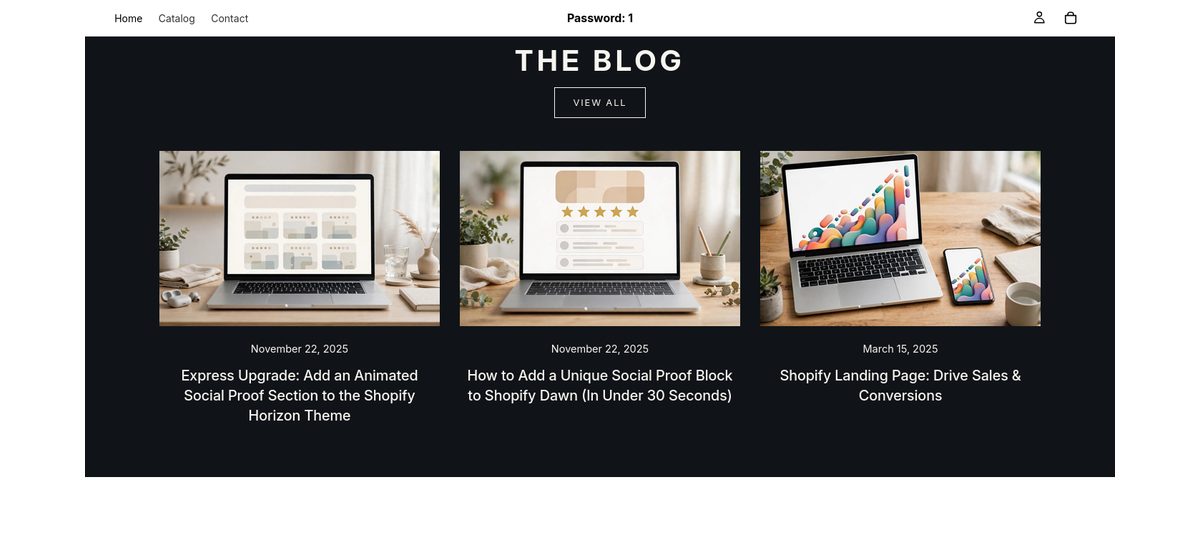 Home Catalog Contact Password: 1
THE BLOG
VIEW ALL
November 22, 2025
Express Upgrade: Add an Animated
Social Proof Section to the Shopify
Horizon Theme
November 22, 2025
How to Add a Unique Social Proof Block
to Shopify Dawn (In Under 30 Seconds)
March 15, 2025
Shopify Landing Page: Drive Sales &
Conversions